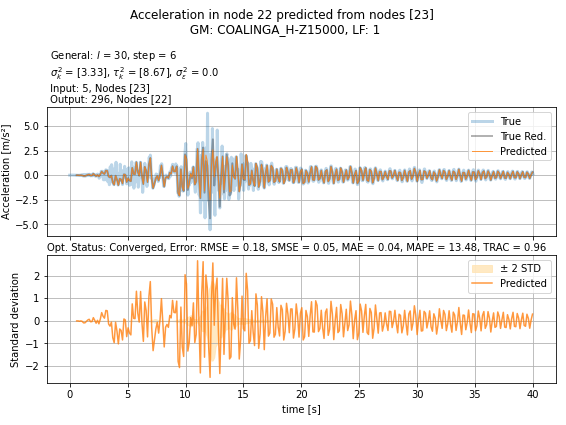 Acceleration in node 22 predicted from nodes [23]
GM: COALINGA_H-Z15000, LF: 1
General: l = 30, step = 6
σ²ₖ = [3.33], τ²ₖ = [8.67], σ²ε = 0.0
Input: 5, Nodes [23]
Output: 296, Nodes [22]
Acceleration [m/s²]
5.0
2.5
0.0
−2.5
−5.0
True
True Red.
Predicted
Opt. Status: Converged, Error: RMSE = 0.18, SMSE = 0.05, MAE = 0.04, MAPE = 13.48, TRAC = 0.96
Standard deviation
2
1
0
−1
−2
± 2 STD
Predicted
0 5 10 15 20 25 30 35 40
time [s]